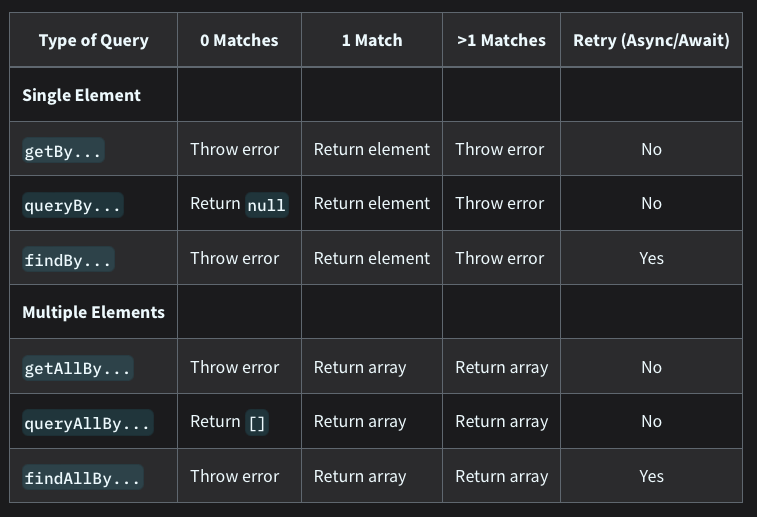 Type of Query 0 Matches 1 Match >1 Matches Retry (Async/Await)
Single Element
getBy... Throw error Return element Throw error No
queryBy... Return null Return element Throw error No
findBy... Throw error Return element Throw error Yes
Multiple Elements
getAllBy... Throw error Return array Return array No
queryAllBy... Return [] Return array Return array No
findAllBy... Throw error Return array Return array Yes